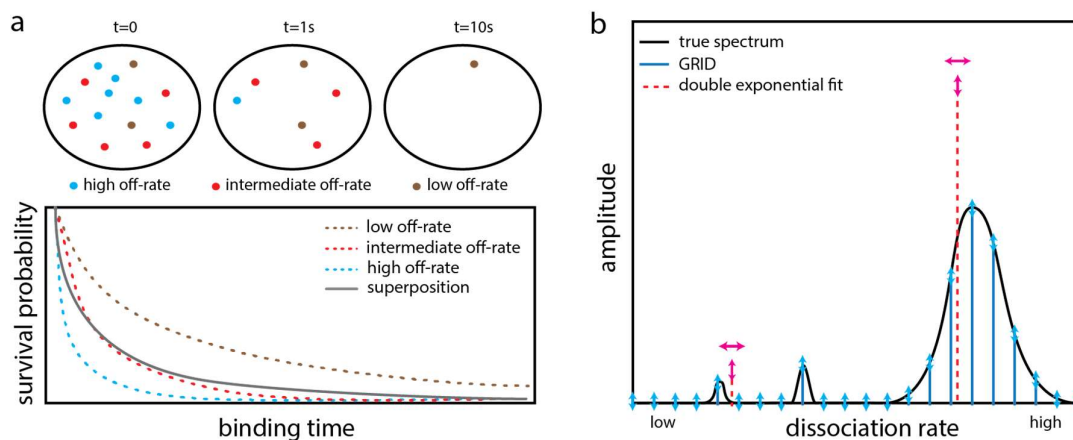 a
t=0
t=1s
t=10s
high off-rate
intermediate off-rate
low off-rate
survival probability
low off-rate
intermediate off-rate
high off-rate
superposition
binding time
b
true spectrum
GRID
double exponential fit
amplitude
low
high
dissociation rate